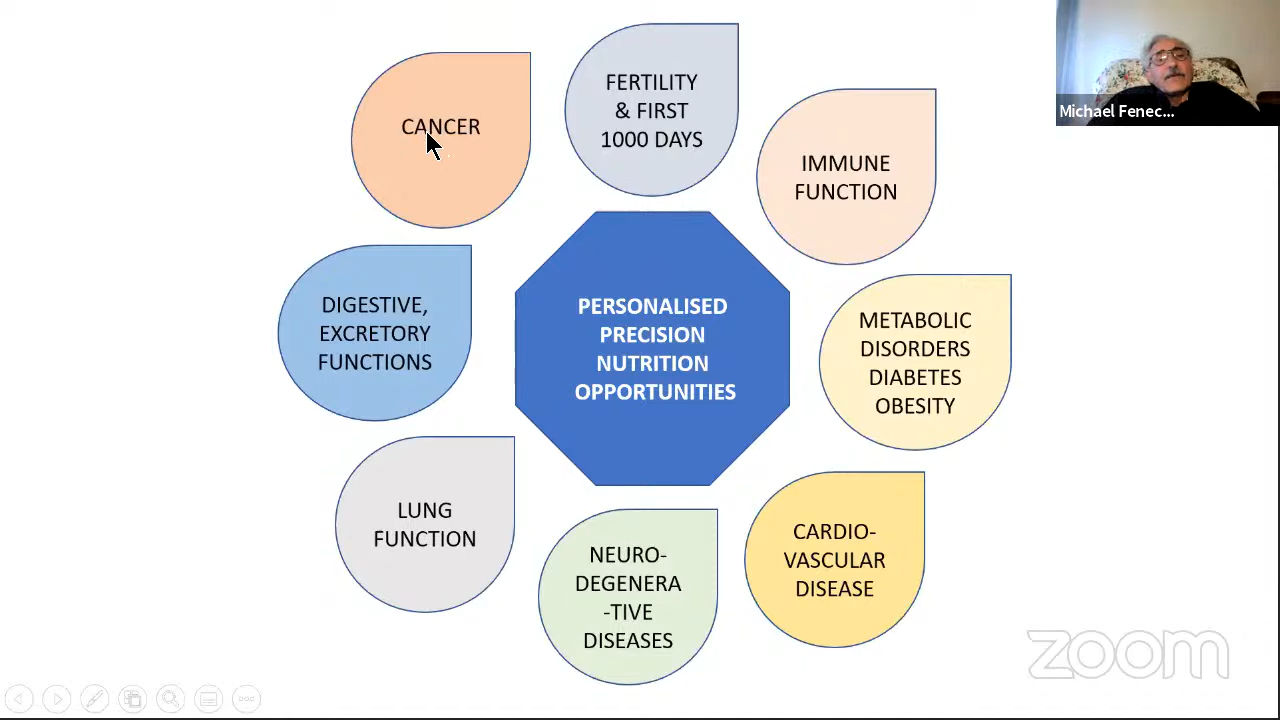 FERTILITY
& FIRST
1000 DAYS
CANCER
IMMUNE
FUNCTION
DIGESTIVE,
EXCRETORY
FUNCTIONS
PERSONALISED
PRECISION
NUTRITION
OPPORTUNITIES
METABOLIC
DISORDERS
DIABETES
OBESITY
LUNG
FUNCTION
NEURO-
DEGENERA
-TIVE
DISEASES
CARDIO-
VASCULAR
DISEASE
Michael Fenec...
zoom